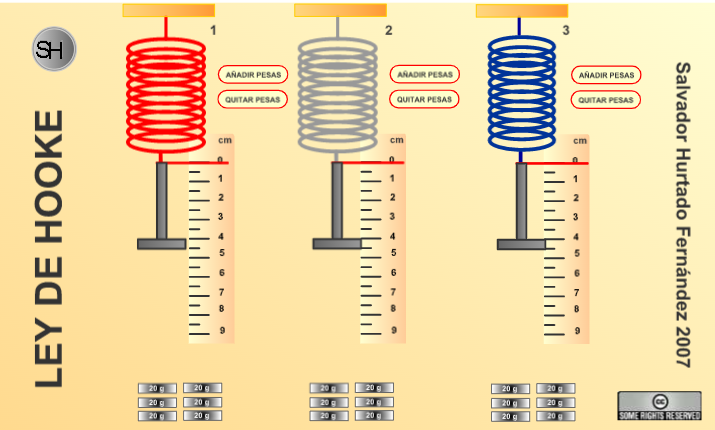 SH
LEY DE HOOKE
1
AÑADIR PESAS
QUITAR PESAS
cm
0
1
2
3
4
5
6
7
8
9
20 g 20 g
20 g 20 g
20 g 20 g
2
AÑADIR PESAS
QUITAR PESAS
cm
0
1
2
3
4
5
6
7
8
9
20 g 20 g
20 g 20 g
20 g 20 g
3
AÑADIR PESAS
QUITAR PESAS
cm
0
1
2
3
4
5
6
7
8
9
20 g 20 g
20 g 20 g
20 g 20 g
Salvador Hurtado Fernández 2007
cc
SOME RIGHTS RESERVED